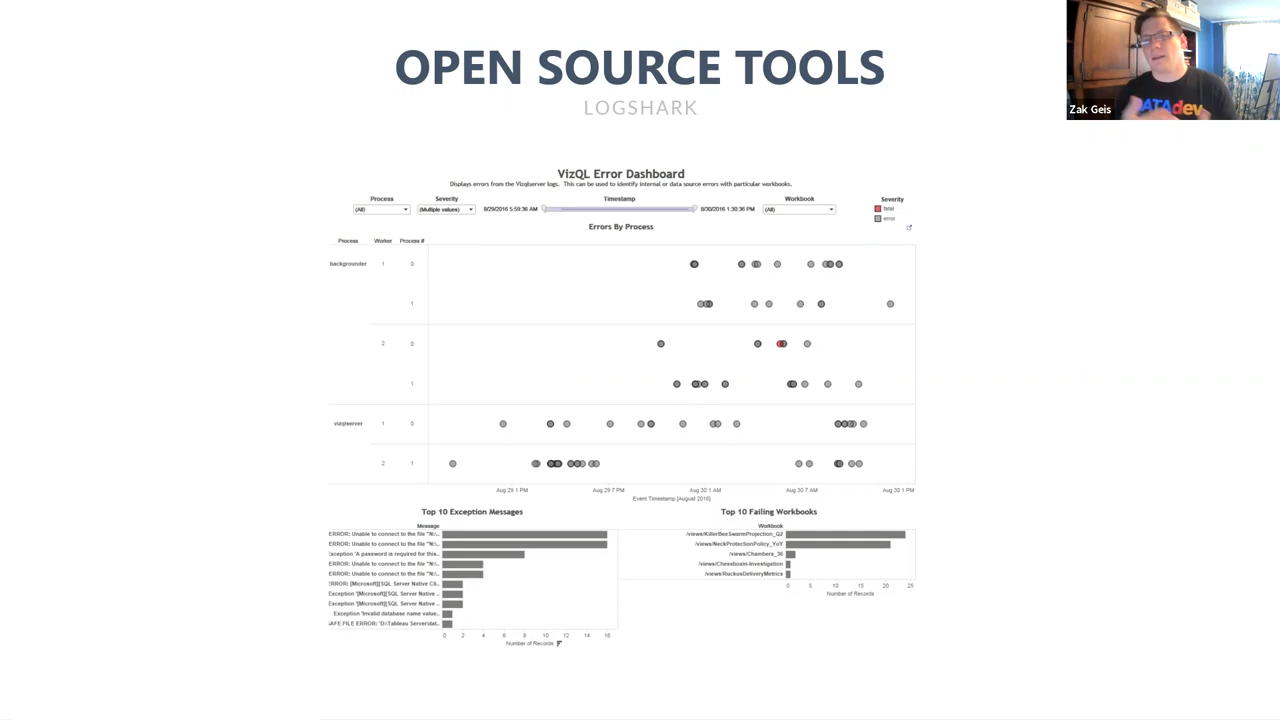 OPEN SOURCE TOOLS
LOGSHARK
Zak Geis
DATAdev
VizQL Error Dashboard
Displays errors from the Vizqlserver logs. This can be used to identify internal or data source errors with particular workbooks.
Process Severity Timestamp Workbook Severity
(All) (Multiple values) 8/29/2016 5:59:36 AM 8/30/2016 1:30:36 PM (All)
fatal
error
Errors By Process
Process Worker Process #
backgrounder 1 0
1
2 0
1
vizqlserver 1 0
2 1
Aug 29 1 PM Aug 29 7 PM Aug 30 1 AM Aug 30 7 AM Aug 30 1 PM
Event Timestamp [August 2016]
Top 10 Exception Messages
Message
ERROR: Unable to connect to the file "N:\..
ERROR: Unable to connect to the file "N:\..
Exception 'A password is required for this..
ERROR: Unable to connect to the file "N:\..
ERROR: Unable to connect to the file "N:\..
ERROR: [Microsoft][SQL Server Native Cli..
Exception '[Microsoft][SQL Server Native ..
Exception '[Microsoft][SQL Server Native ..
Exception 'Invalid database name value..
SAFE FILE ERROR: 'D:\Tableau Server\dat..
0 2 4 6 8 10 12 14 16
Number of Records
Top 10 Failing Workbooks
Workbook
/views/KillerBeeSwarmProjection_Q2
/views/NeckProtectionPolicy_YoY
/views/Chambers_36
/views/Chessboxin-Investigation
/views/RuckusDeliveryMetrics
0 5 10 15 20 25
Number of Records